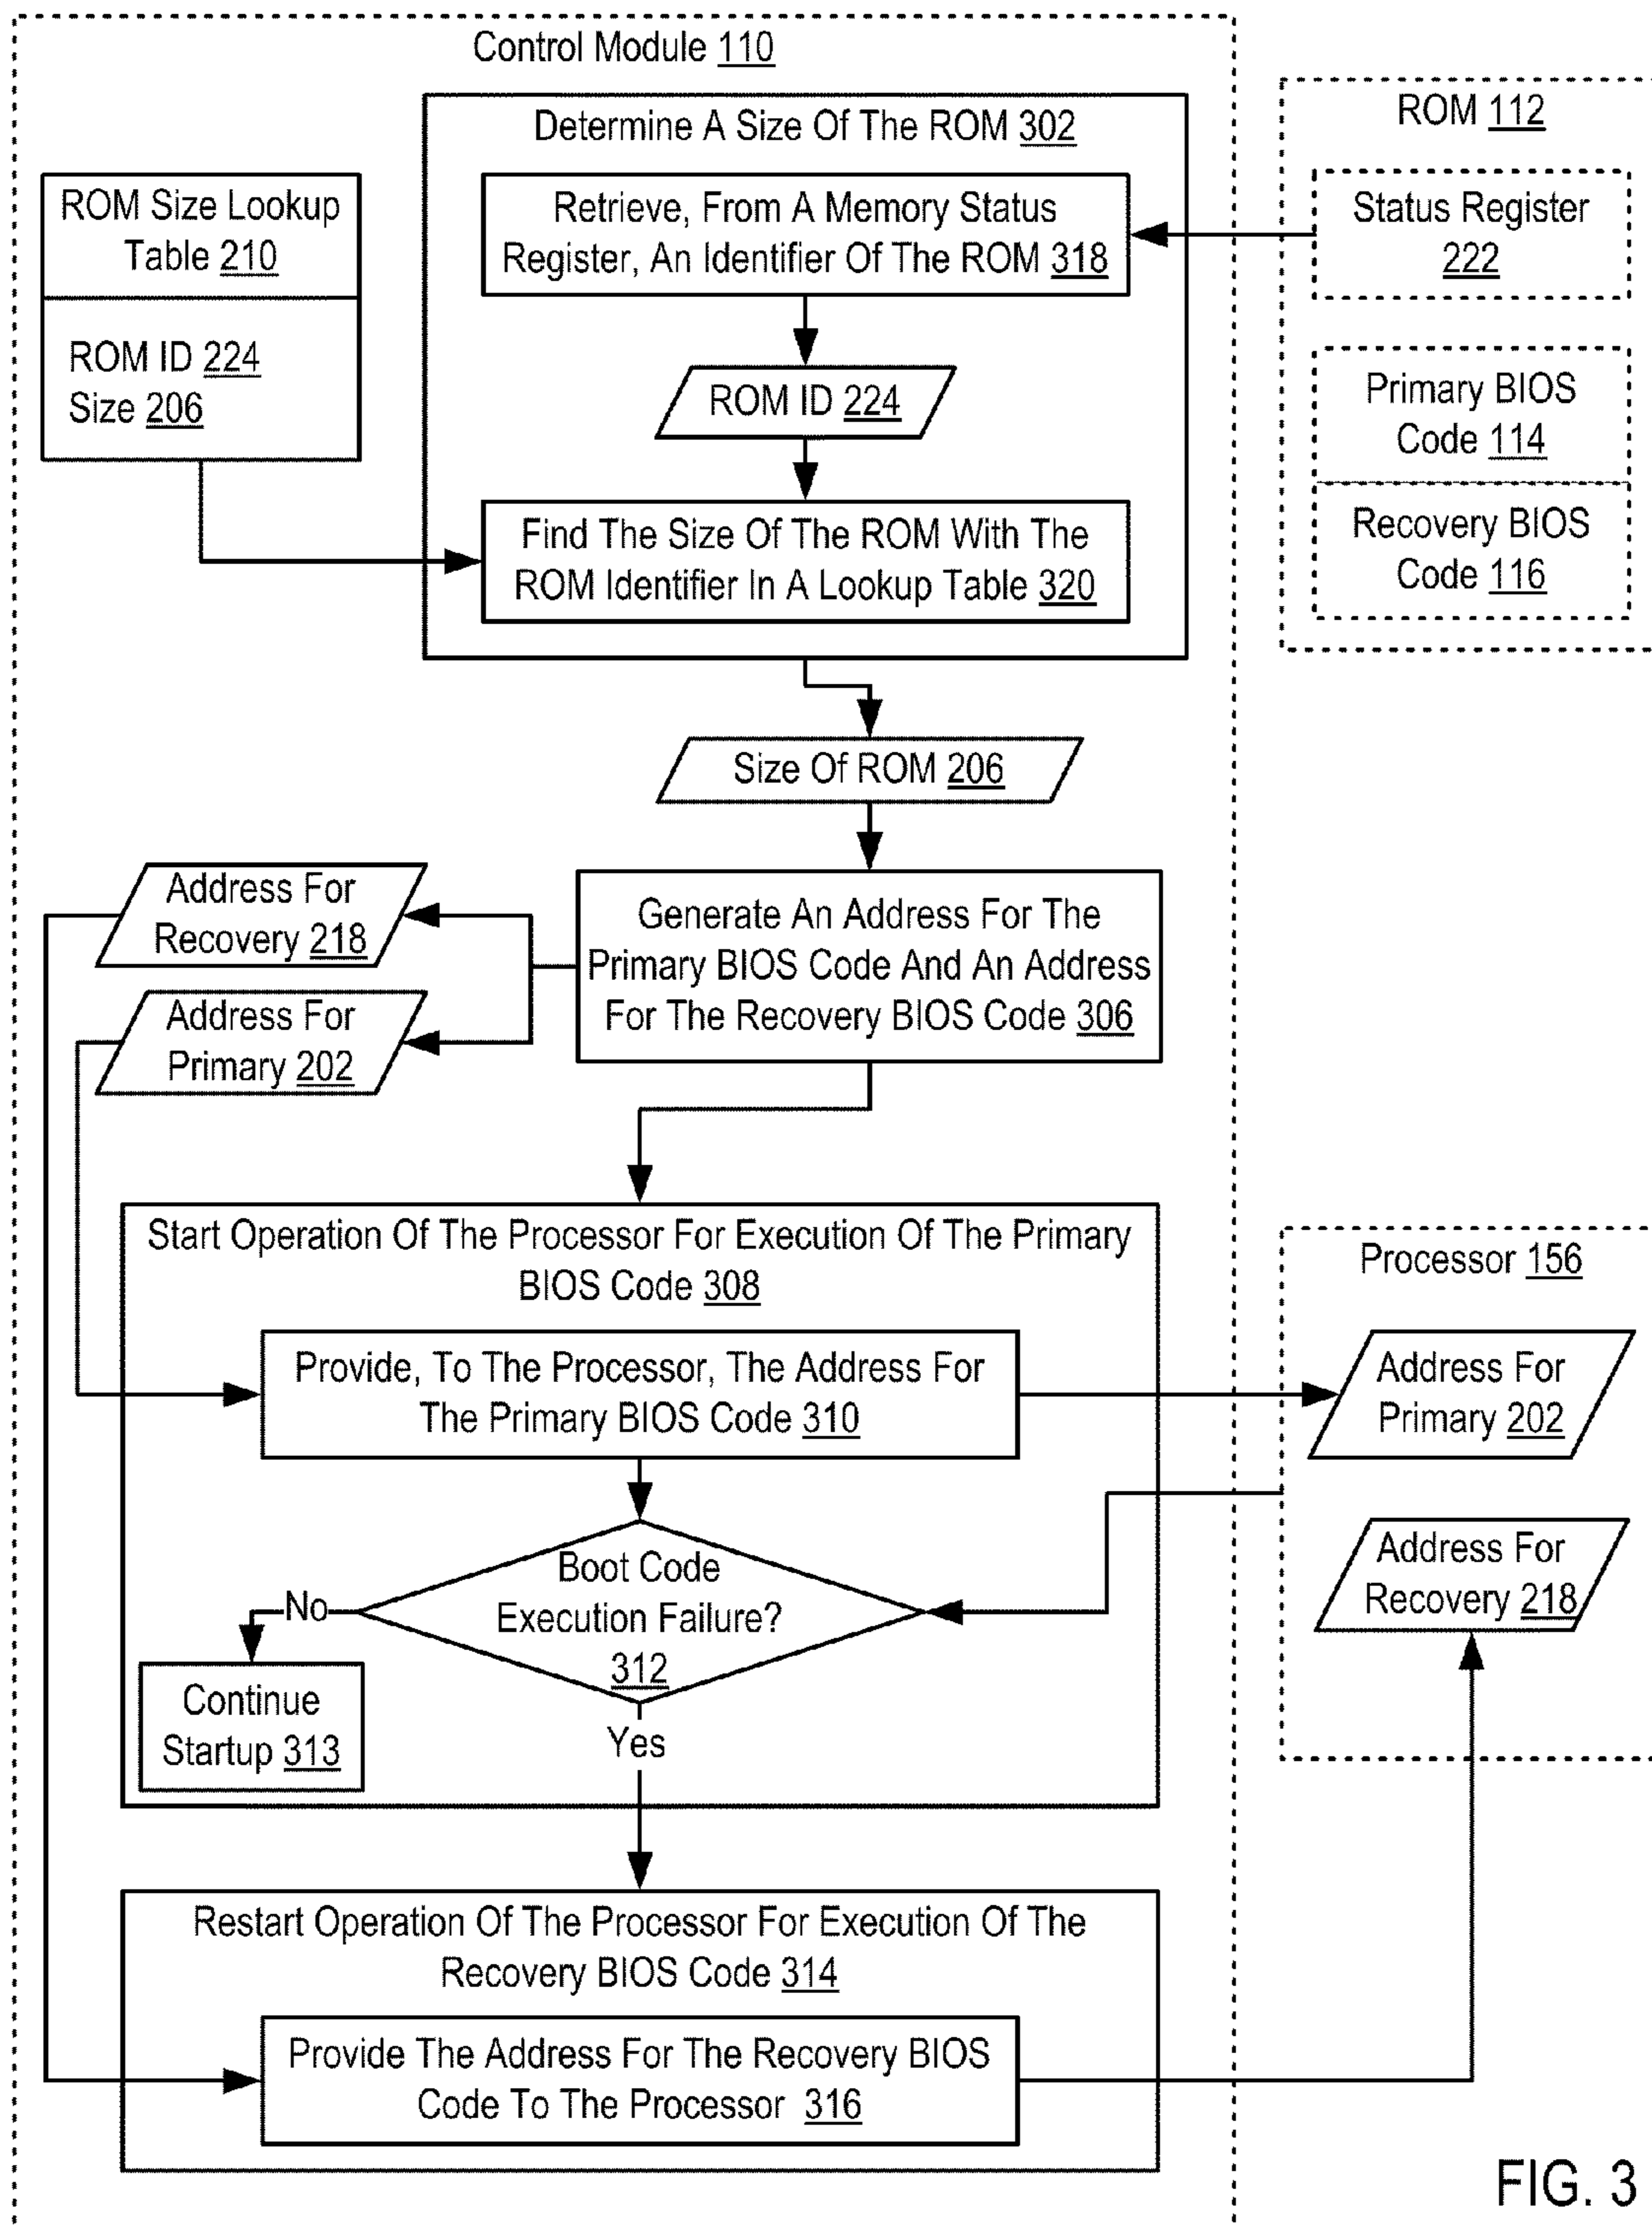 Control Module 110
Determine A Size Of The ROM 302
ROM 112
ROM Size Lookup
Table 210
ROM ID 224
Size 206
Retrieve, From A Memory Status
Register, An Identifier Of The ROM 318
Status Register
222
ROM ID 224
Primary BIOS
Code 114
Recovery BIOS
Code 116
Find The Size Of The ROM With The
ROM Identifier In A Lookup Table 320
Size Of ROM 206
Address For
Recovery 218
Address For
Primary 202
Generate An Address For The
Primary BIOS Code And An Address
For The Recovery BIOS Code 306
Start Operation Of The Processor For Execution Of The Primary
BIOS Code 308
Processor 156
Provide, To The Processor, The Address For
The Primary BIOS Code 310
Address For
Primary 202
Boot Code
Execution Failure?
312
No
Yes
Continue
Startup 313
Address For
Recovery 218
Restart Operation Of The Processor For Execution Of The
Recovery BIOS Code 314
Provide The Address For The Recovery BIOS
Code To The Processor 316
FIG. 3